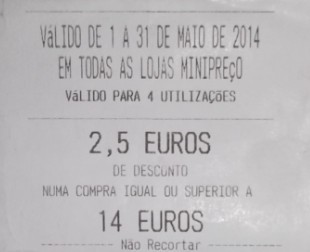 VáLIDO DE 1 A 31 DE MAIO DE 2014
EM TODAS AS LOJAS MINIPREçO
VáLIDO PARA 4 UTILIZAÇõES
2,5 EUROS
DE DESCONTO
NUMA COMPRA IGUAL OU SUPERIOR A
14 EUROS
Não Recortar